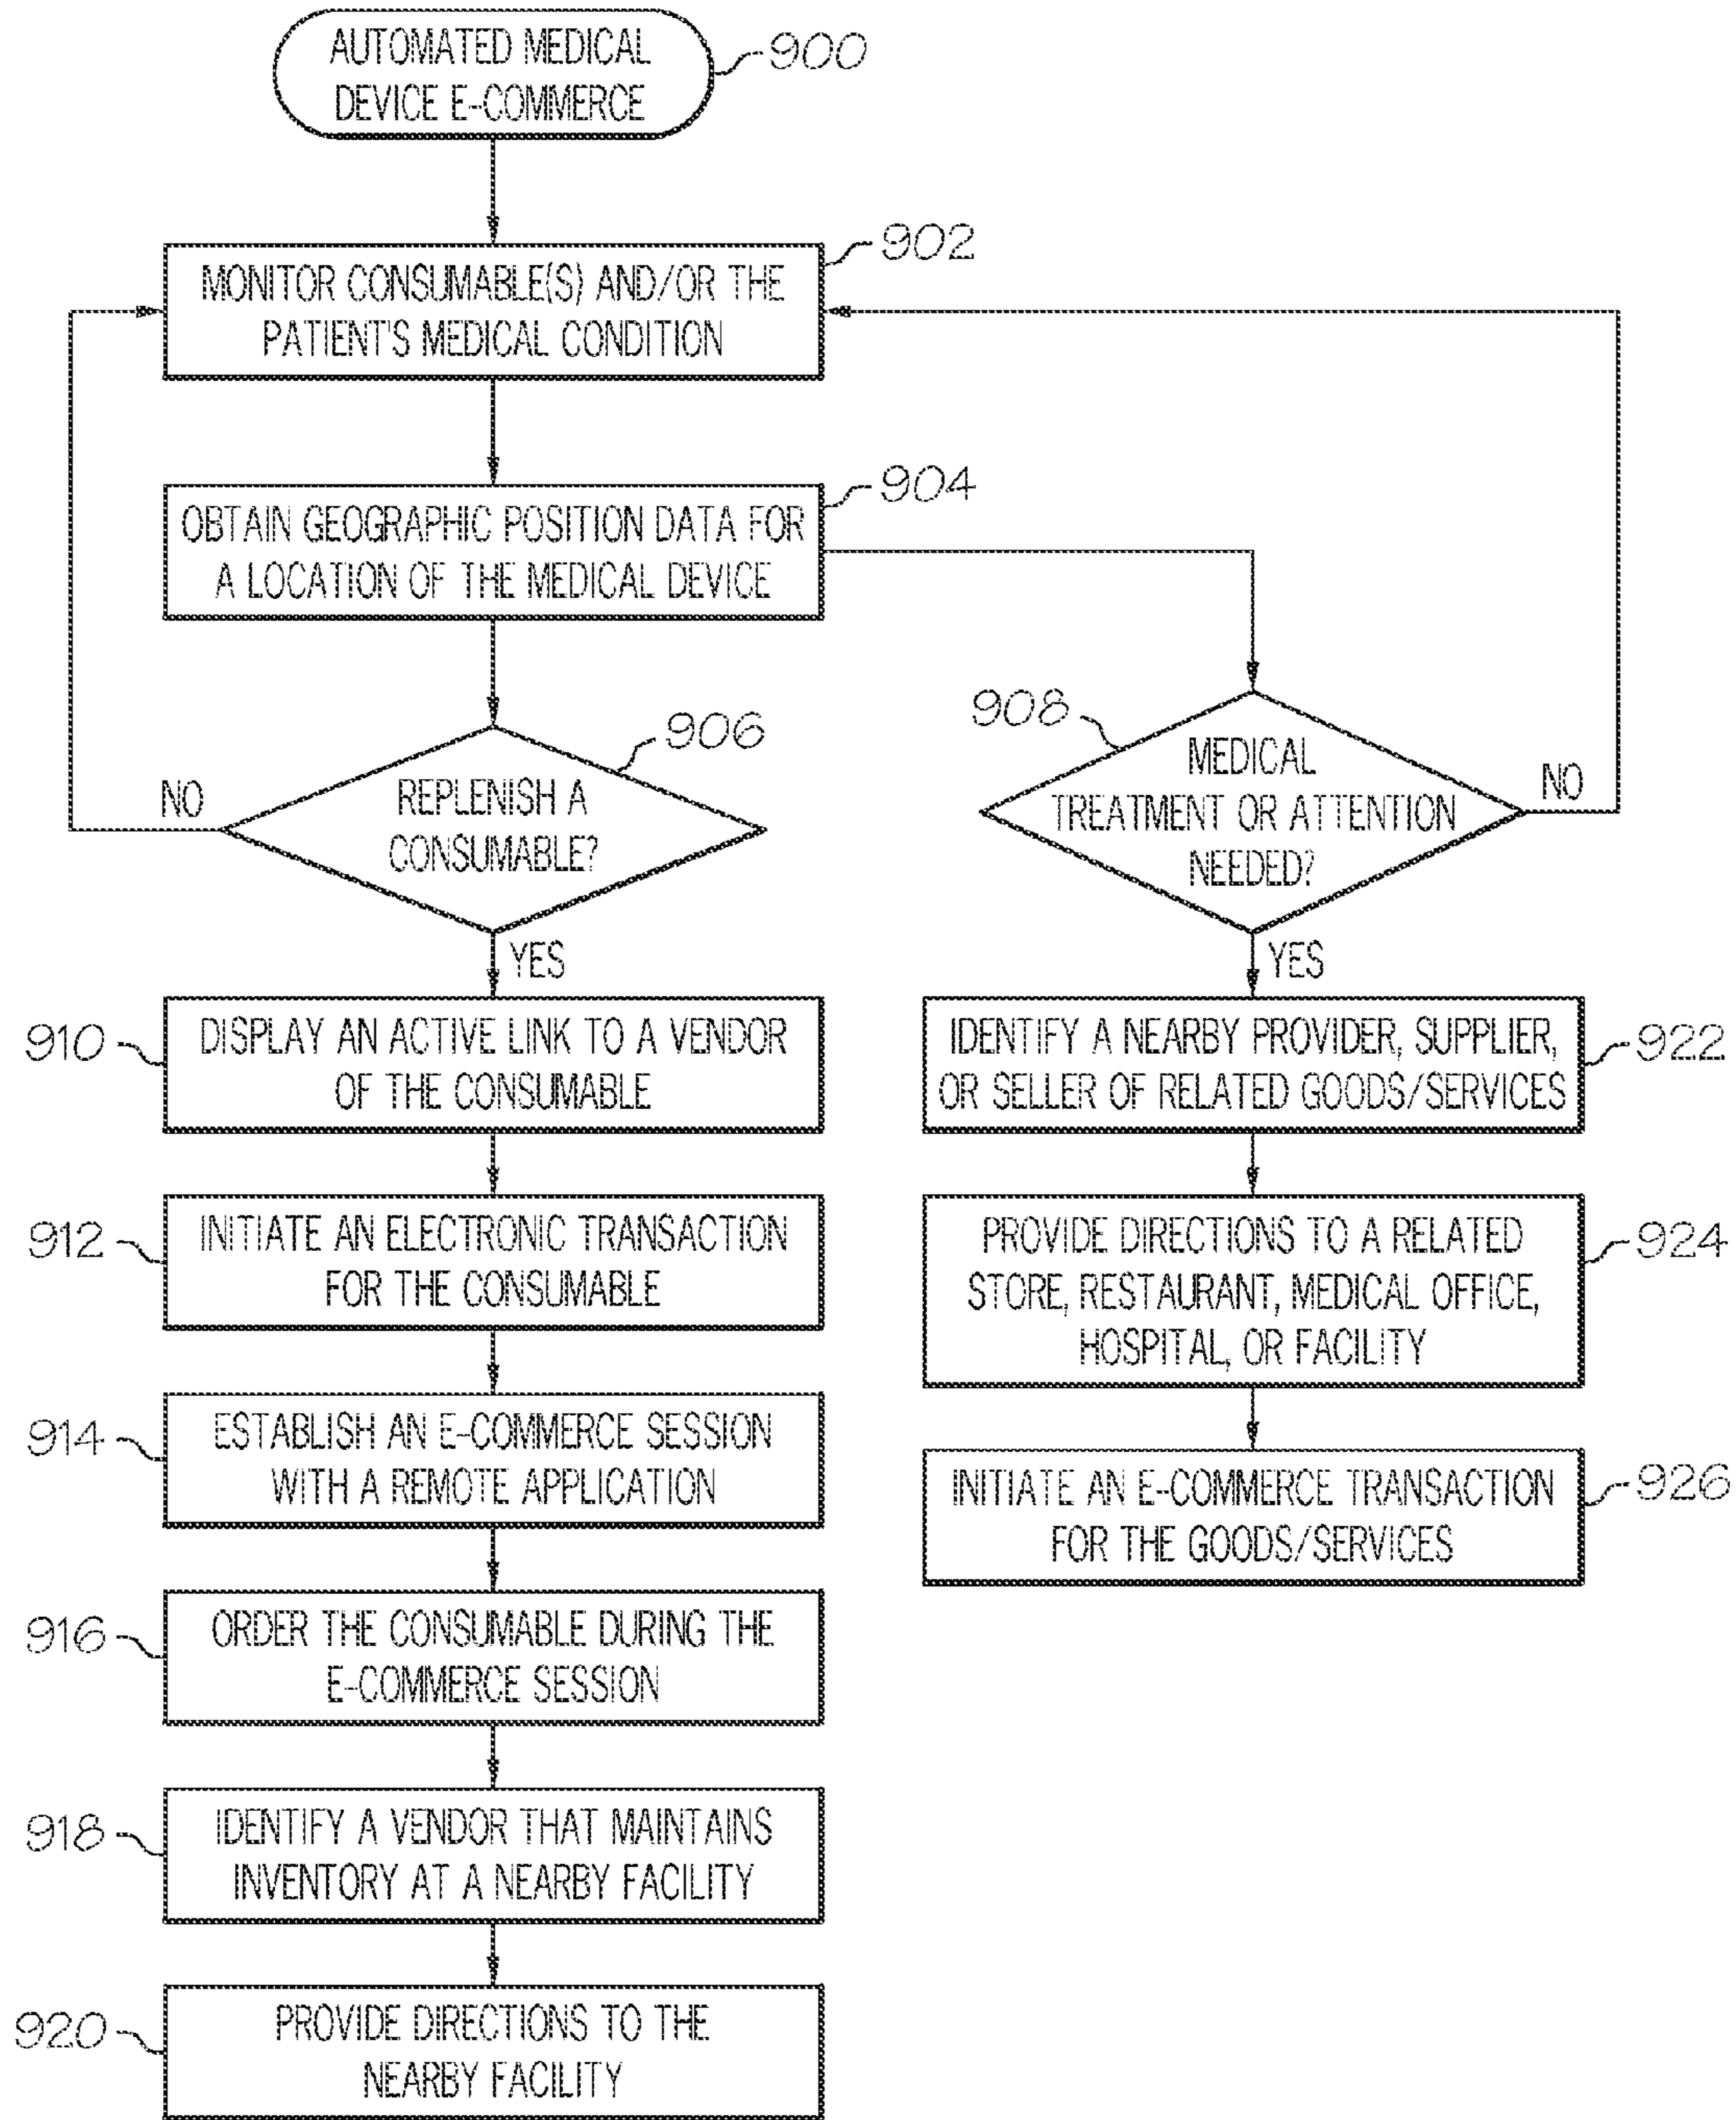 AUTOMATED MEDICAL
DEVICE E-COMMERCE
900
902
MONITOR CONSUMABLE(S) AND/OR THE
PATIENT'S MEDICAL CONDITION
904
OBTAIN GEOGRAPHIC POSITION DATA FOR
A LOCATION OF THE MEDICAL DEVICE
906
NO
REPLENISH A
CONSUMABLE?
YES
908
MEDICAL
TREATMENT OR ATTENTION
NEEDED?
NO
YES
910
DISPLAY AN ACTIVE LINK TO A VENDOR
OF THE CONSUMABLE
912
INITIATE AN ELECTRONIC TRANSACTION
FOR THE CONSUMABLE
914
ESTABLISH AN E-COMMERCE SESSION
WITH A REMOTE APPLICATION
916
ORDER THE CONSUMABLE DURING THE
E-COMMERCE SESSION
918
IDENTIFY A VENDOR THAT MAINTAINS
INVENTORY AT A NEARBY FACILITY
920
PROVIDE DIRECTIONS TO THE
NEARBY FACILITY
IDENTIFY A NEARBY PROVIDER, SUPPLIER,
OR SELLER OF RELATED GOODS/SERVICES
922
PROVIDE DIRECTIONS TO A RELATED
STORE, RESTAURANT, MEDICAL OFFICE,
HOSPITAL, OR FACILITY
924
INITIATE AN E-COMMERCE TRANSACTION
FOR THE GOODS/SERVICES
926